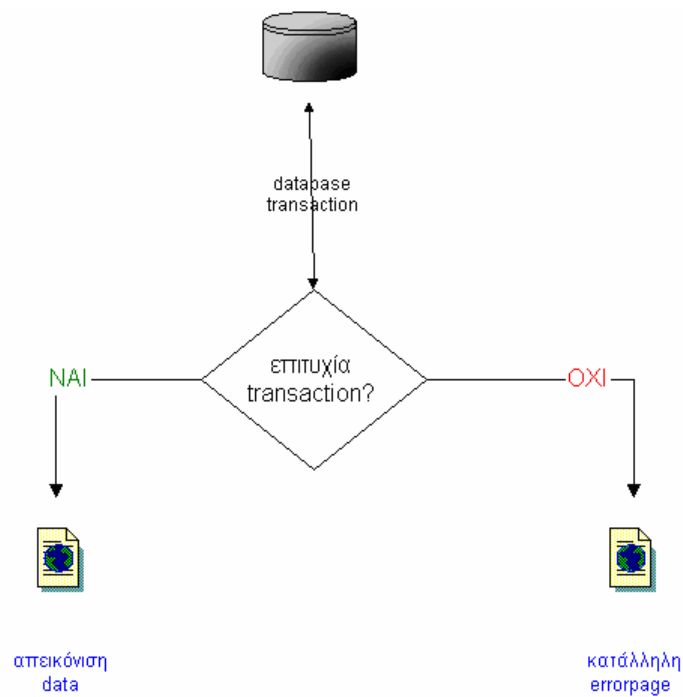 database
transaction
επιτυχία
transaction?
ΝΑΙ
ΟΧΙ
απεικόνιση
data
κατάλληλη
errorpage